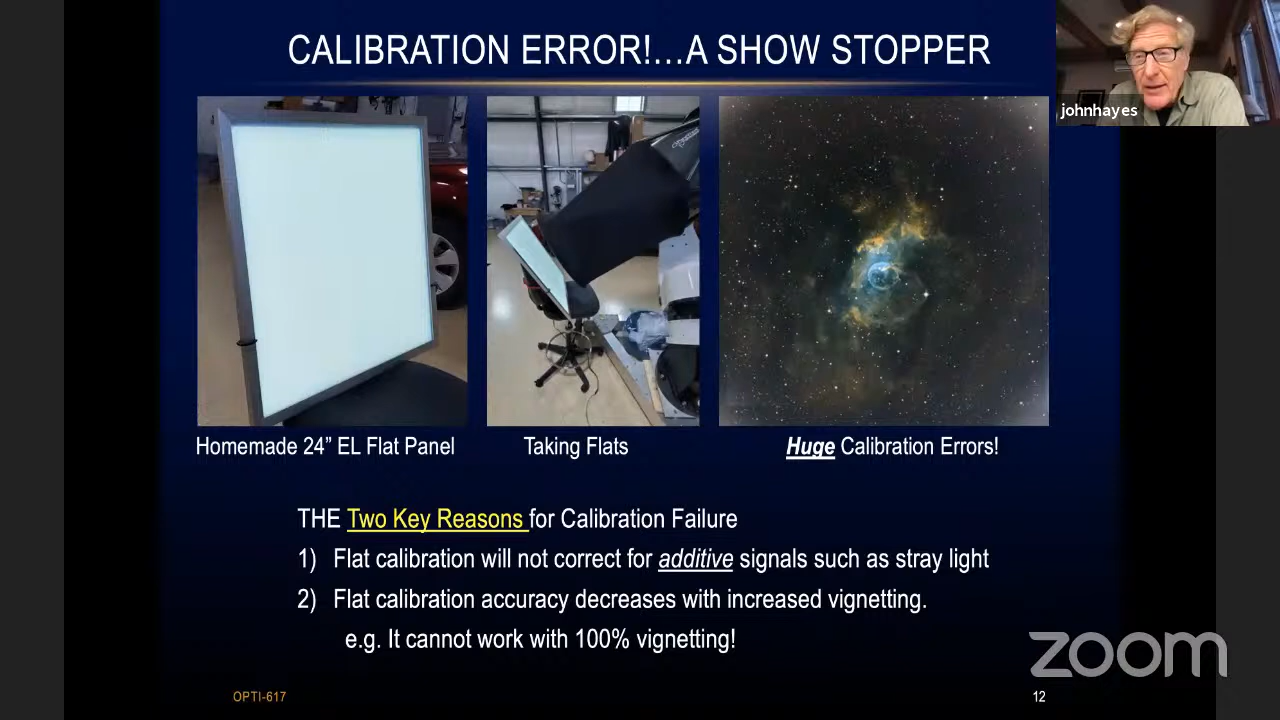 CALIBRATION ERROR!...A SHOW STOPPER
johnhayes
Homemade 24” EL Flat Panel
Taking Flats
Huge Calibration Errors!
THE Two Key Reasons for Calibration Failure
1) Flat calibration will not correct for additive signals such as stray light
2) Flat calibration accuracy decreases with increased vignetting.
e.g. It cannot work with 100% vignetting!
zoom
OPTI-617
12